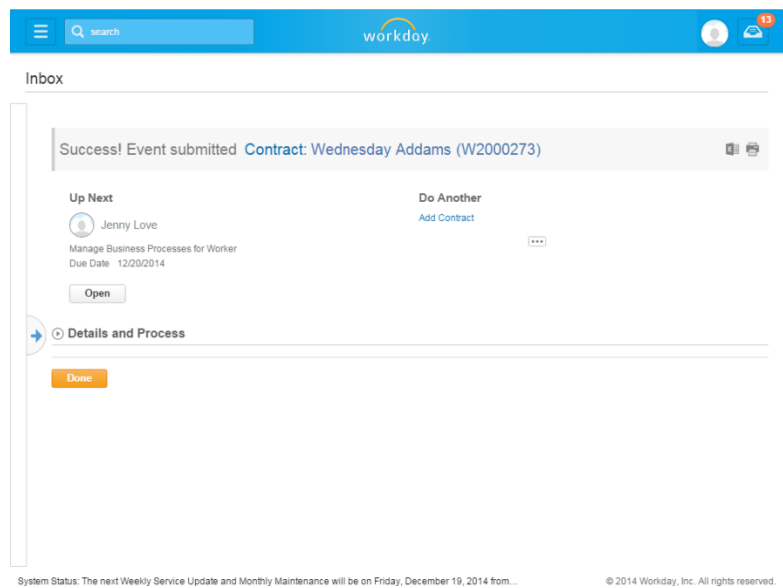 search
workday.
13
Inbox
Success! Event submitted Contract: Wednesday Addams (W2000273)
Up Next
Do Another
Jenny Love
Add Contract
Manage Business Processes for Worker
Due Date 12/20/2014
Open
Details and Process
Done
System Status: The next Weekly Service Update and Monthly Maintenance will be on Friday, December 19, 2014 from...
© 2014 Workday, Inc. All rights reserved.